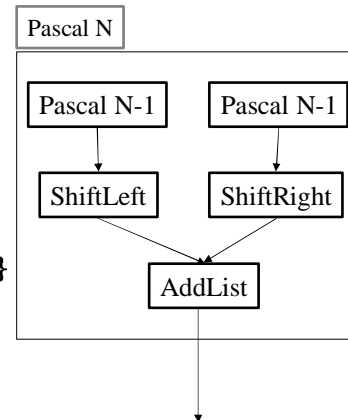 Pascal N
Pascal N-1 Pascal N-1
ShiftLeft ShiftRight
}
AddList